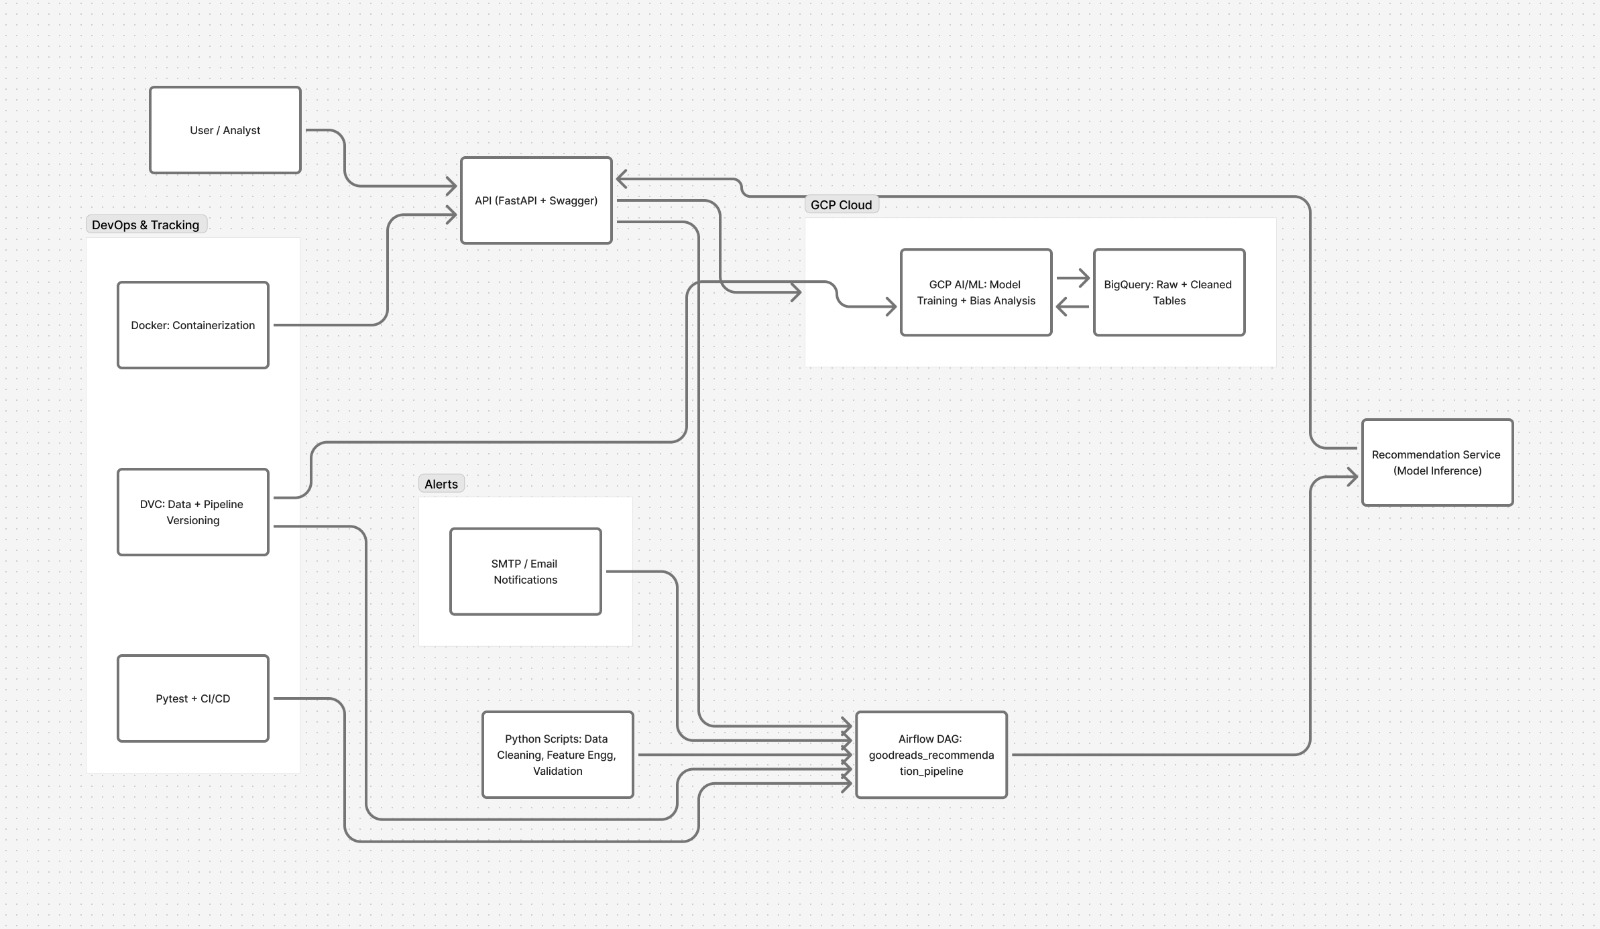 User / Analyst
API (FastAPI + Swagger)
DevOps & Tracking
Docker: Containerization
DVC: Data + Pipeline
Versioning
Pytest + CI/CD
Alerts
SMTP / Email
Notifications
Python Scripts: Data
Cleaning, Feature Engg,
Validation
GCP Cloud
GCP AI/ML: Model
Training + Bias Analysis
BigQuery: Raw + Cleaned
Tables
Airflow DAG:
goodreads_recommenda
tion_pipeline
Recommendation Service
(Model Inference)